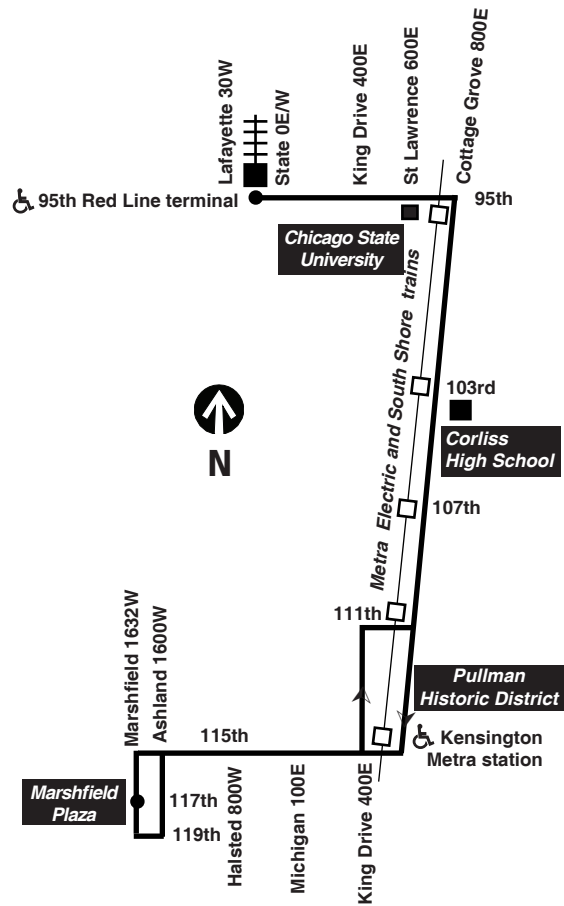 Lafayette 30W
State 0E/W
King Drive 400E
St Lawrence 600E
Cottage Grove 800E
95th Red Line terminal
95th
Chicago State
University
Metra Electric and South Shore trains
103rd
Corliss
High School
N
107th
111th
Marshfield 1632W
Ashland 1600W
Pullman
Historic District
115th
Kensington
Metra station
Marshfield
Plaza
117th
119th
Halsted 800W
Michigan 100E
King Drive 400E